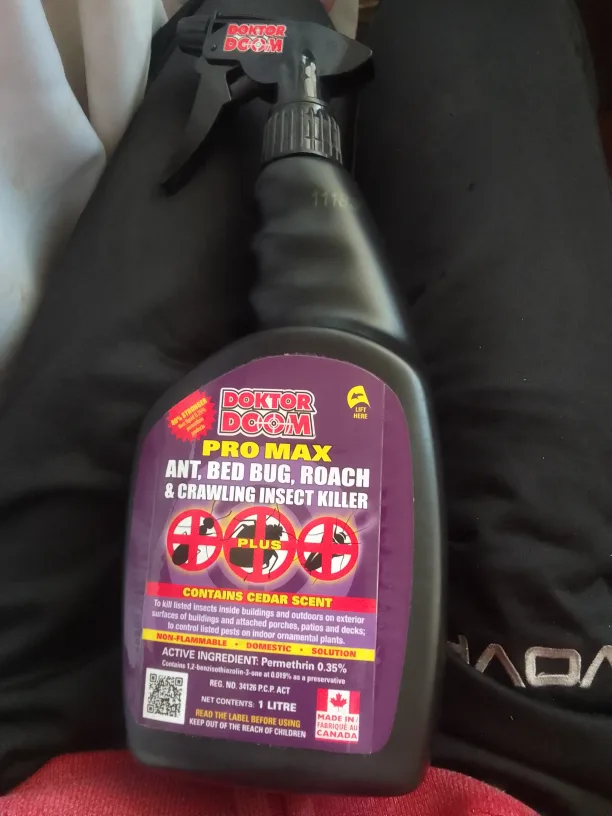 DOKTOR
DOOM
1118
40% STRONGER
LIFT
HERE
DOKTOR
DOOM
PRO MAX
ANT, BED BUG, ROACH
& CRAWLING INSECT KILLER
PLUS
CONTAINS CEDAR SCENT
To kill listed insects inside buildings and outdoors on exterior
surfaces of buildings and attached porches, patios and decks;
to control listed pests on indoor ornamental plants.
NON-FLAMMABLE • DOMESTIC • SOLUTION
ACTIVE INGREDIENT: Permethrin 0.35%
Contains 1,2-benzisothiazolin-3-one at 0.019% as a preservative
REG. NO. 34126 P.C.P. ACT
NET CONTENTS: 1 LITRE
READ THE LABEL BEFORE USING
KEEP OUT OF THE REACH OF CHILDREN
MADE IN /
FABRIQUÉ AU
CANADA